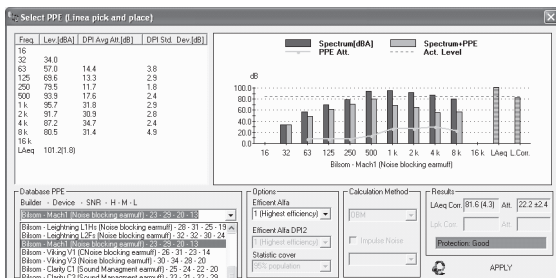 Select PPE (Linea pick and place)
Freq. Lev.[dBA] DPI Avg Att.[dB] DPI Std. Dev.[dB]
16
32 34.0
63 57.0 14.4 3.8
125 69.6 13.3 2.9
250 79.5 11.7 1.8
500 93.9 17.6 2.4
1 k 95.7 31.8 2.9
2 k 91.7 30.9 2.8
4 k 87.2 34.7 2.4
8 k 80.5 31.4 4.9
16 k
LAeq 101.2(1.8)
Spectrum[dBA] Spectrum+PPE
PPE Att. Act. Level
dB
100.0
80.0
60.0
40.0
20.0
0.0
16 32 63 125 250 500 1 k 2 k 4 k 8 k 16 k LAeq L Corr.
Bilsom - Mach1 (Noise blocking earmuff)
Database PPE
Builder - Device - SNR - H - M - L
Bilsom - Mach1 (Noise blocking earmuff) - 23 - 29 - 20 - 13
Bilsom - Leightning L1Hs (Noise blocking earmuff) - 28 - 31 - 25 - 19
Bilsom - Leightning L2Fs (Noise blocking earmuff) - 32 - 32 - 30 - 24
Bilsom - Mach1 (Noise blocking earmuff) - 23 - 29 - 20 - 13
Bilsom - Viking V1 (Noise blocking earmuff) - 26 - 31 - 23 - 14
Bilsom - Viking V3 (Noise blocking earmuff) - 30 - 34 - 28 - 20
Bilsom - Clarity C1 (Sound Managment earmuff) - 25 - 24 - 22 - 20
Options
Efficent Alfa
1 (Highest efficiency)
Efficent Alfa DPI2
1 (Highest efficiency)
Statistic cover
95% population
Calculation Method
OBM
Impulse Noise
Results
LAeq Corr. 81.6 (4.3) Att. 22.2 ±2.4
Lpk Corr. Att.
Protection: Good
APPLY